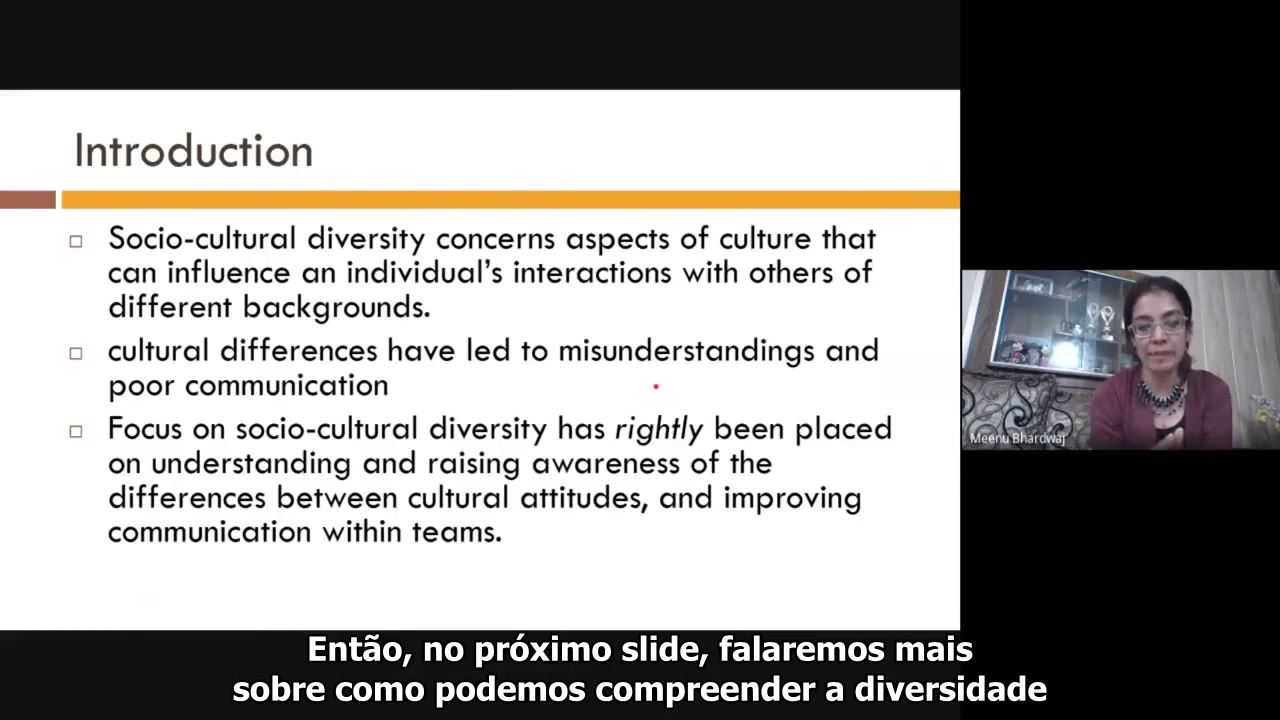 Introduction
Socio-cultural diversity concerns aspects of culture that
can influence an individual's interactions with others of
different backgrounds.
cultural differences have led to misunderstandings and
poor communication
Focus on socio-cultural diversity has rightly been placed
on understanding and raising awareness of the
differences between cultural attitudes, and improving
communication within teams.
Meenu Bhardwaj
Então, no próximo slide, falaremos mais
sobre como podemos compreender a diversidade